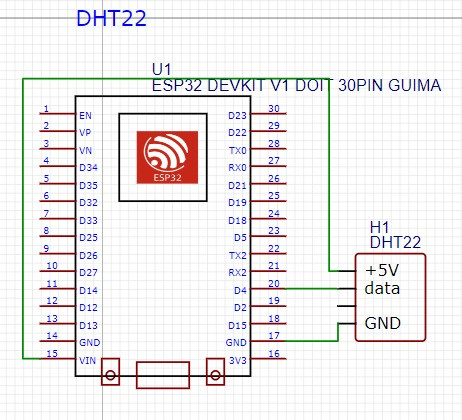 DHT22
U1
ESP32 DEVKIT V1 DOIT 30PIN GUIMA
1 EN D23 30
2 VP D22 29
3 VN TX0 28
4 D34 RX0 27
5 D35 D21 26
6 D32 D19 25
7 D33 D18 24
8 D25 D5 23
9 D26 TX2 22
10 D27 RX2 21
11 D14 D4 20
12 D12 D2 19
13 D13 D15 18
14 GND GND 17
15 VIN 3V3 16
ESP32
H1
DHT22
+5V
data
GND